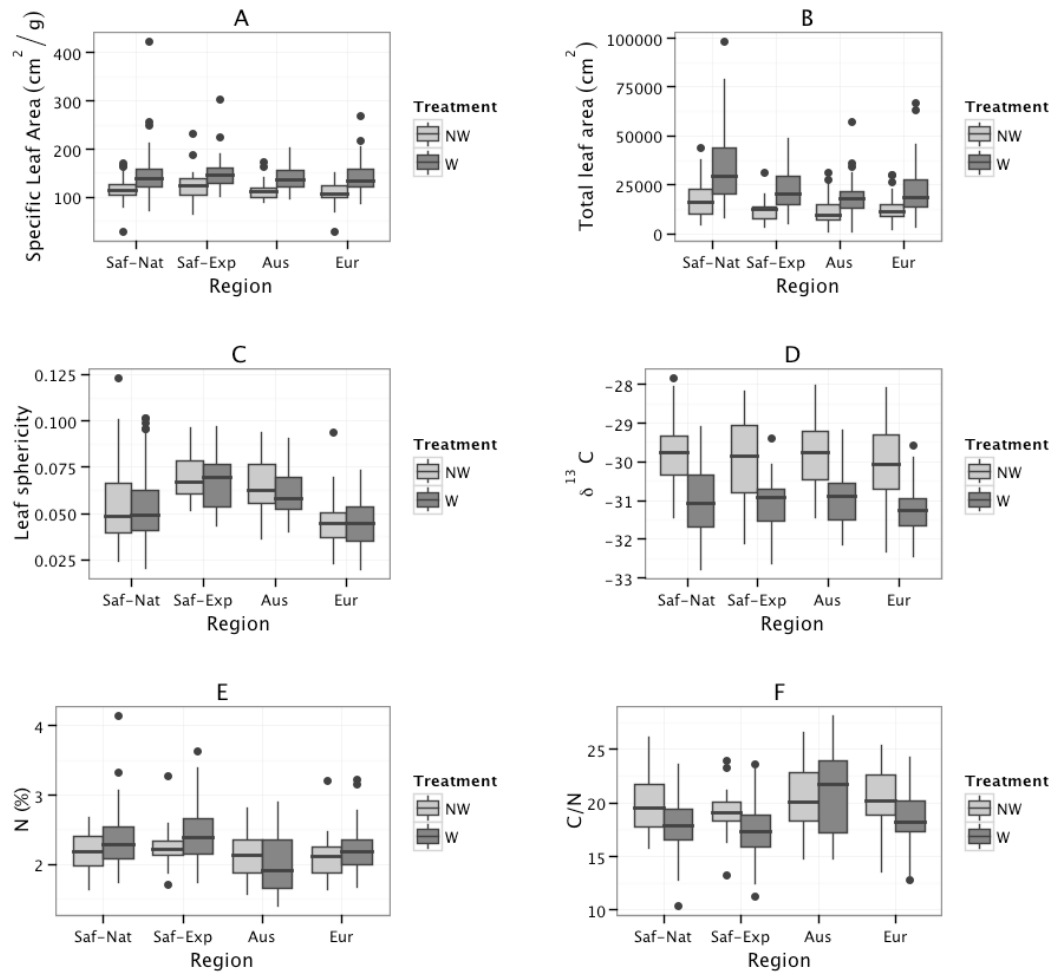 A
Specific Leaf Area (cm² / g)
400
300
200
100
Saf−Nat Saf−Exp Aus Eur
Region
Treatment
NW
W
B
Total leaf area (cm²)
100000
75000
50000
25000
0
Saf−Nat Saf−Exp Aus Eur
Region
Treatment
NW
W
C
Leaf sphericity
0.125
0.100
0.075
0.050
0.025
Saf−Nat Saf−Exp Aus Eur
Region
Treatment
NW
W
D
δ ¹³ C
−28
−29
−30
−31
−32
−33
Saf−Nat Saf−Exp Aus Eur
Region
Treatment
NW
W
E
N (%)
4
3
2
Saf−Nat Saf−Exp Aus Eur
Region
Treatment
NW
W
F
C/N
25
20
15
10
Saf−Nat Saf−Exp Aus Eur
Region
Treatment
NW
W